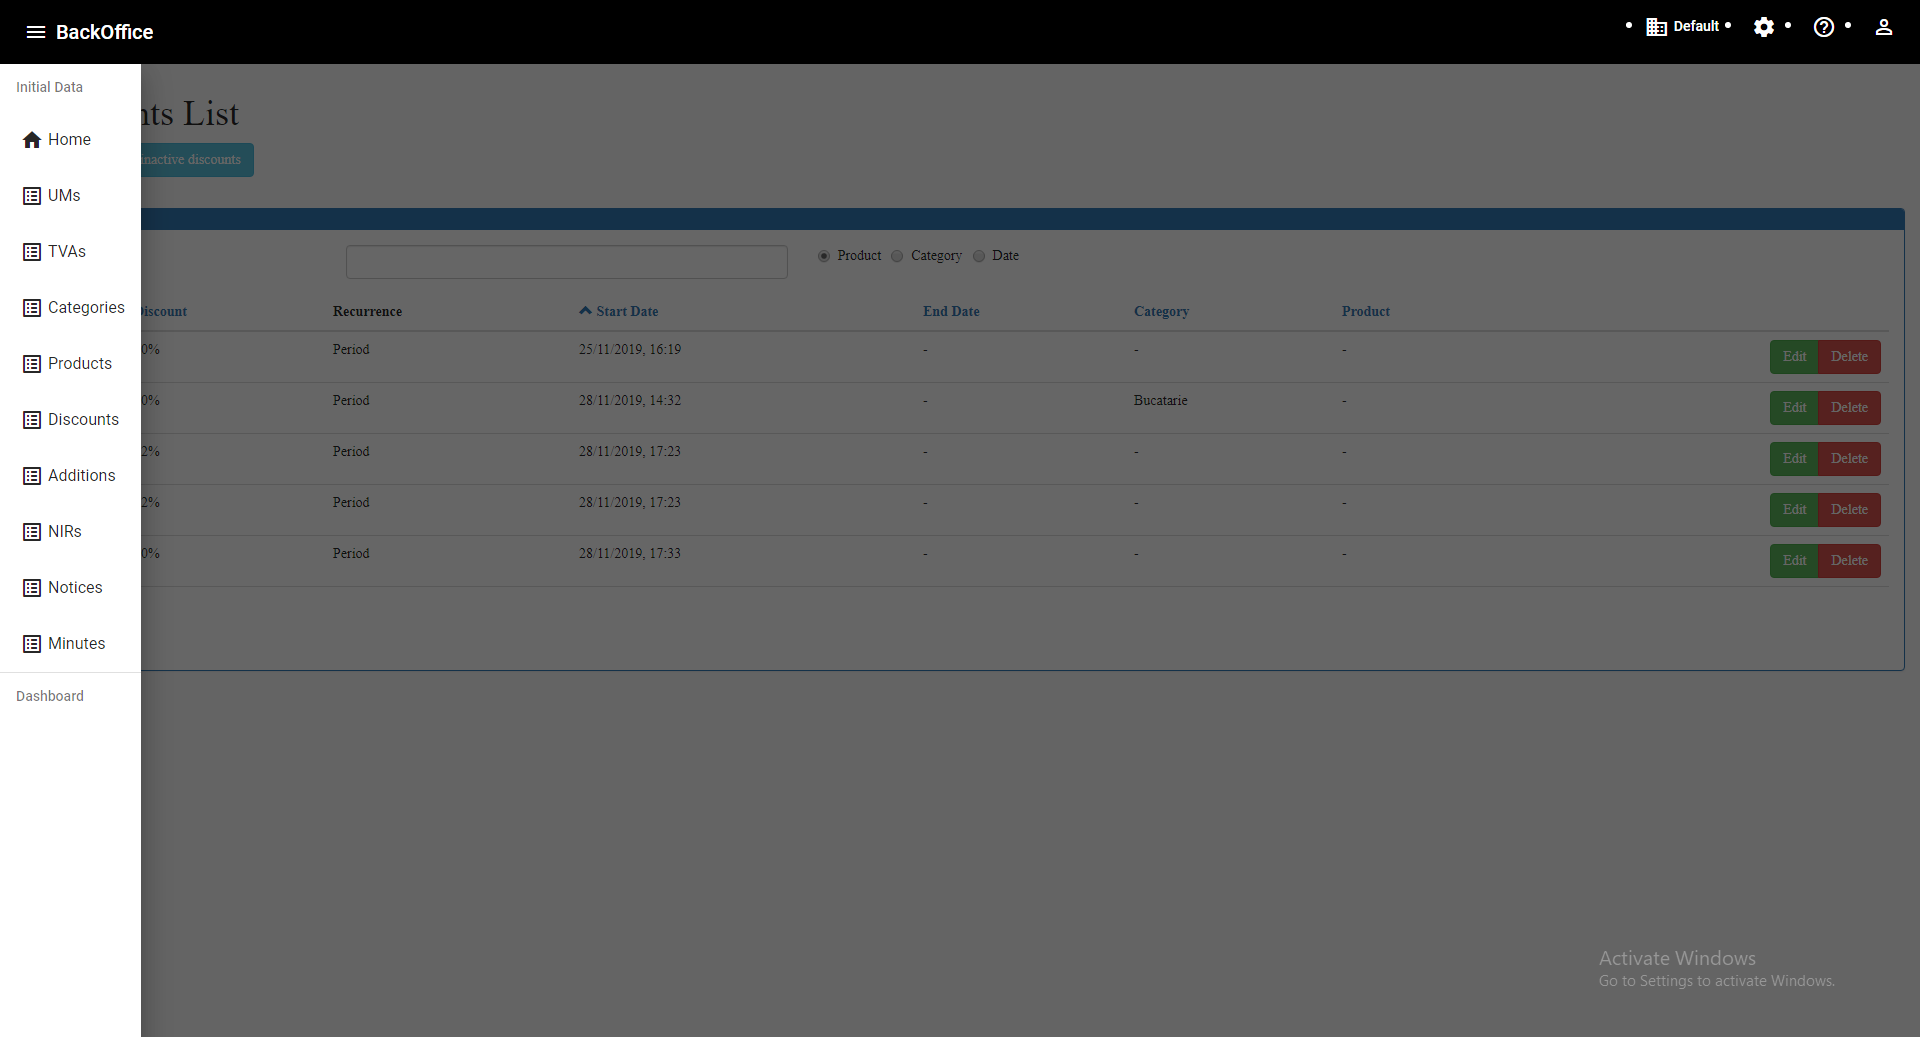 BackOffice
Default
Initial Data
Home
UMs
TVAs
Categories
Products
Discounts
Additions
NIRs
Notices
Minutes
Dashboard
List
discounts
Product Category Date
Recurrence Start Date End Date Category Product
0% Period 25/11/2019, 16:19 - - - Edit Delete
0% Period 28/11/2019, 14:32 - Bucatarie - Edit Delete
2% Period 28/11/2019, 17:23 - - - Edit Delete
2% Period 28/11/2019, 17:23 - - - Edit Delete
0% Period 28/11/2019, 17:33 - - - Edit Delete
Activate Windows
Go to Settings to activate Windows.